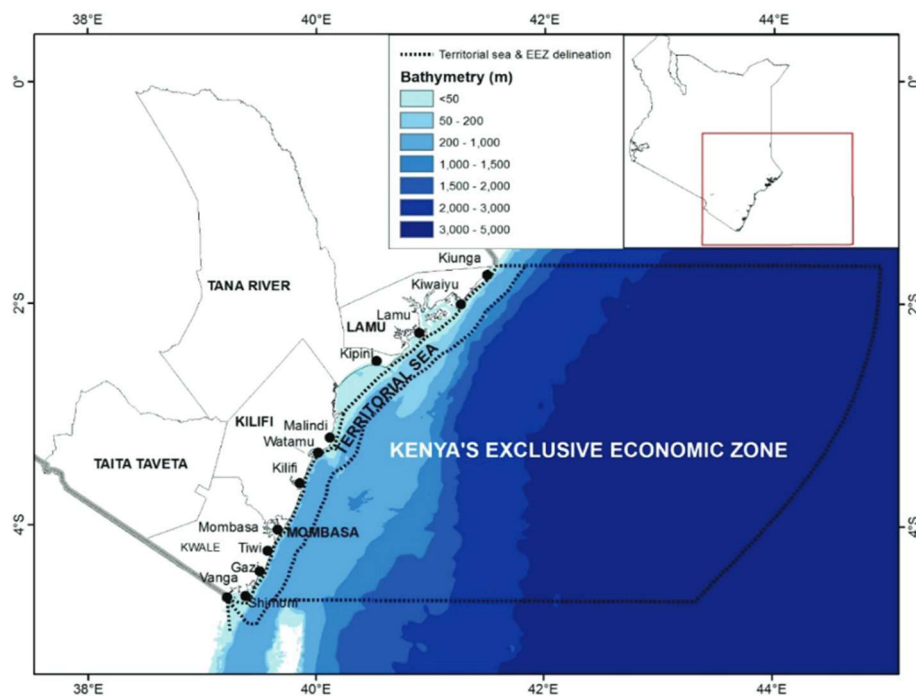 38°E
40°E
42°E
44°E
0°
2°S
4°S
0°
2°S
4°S
Territorial sea & EEZ delineation
Bathymetry (m)
<50
50 - 200
200 - 1,000
1,000 - 1,500
1,500 - 2,000
2,000 - 3,000
3,000 - 5,000
Kiunga
Kiwaiyu
TANA RIVER
Lamu
LAMU
Kipini
TERRITORIAL SEA
KILIFI
Malindi
Watamu
KENYA'S EXCLUSIVE ECONOMIC ZONE
TAITA TAVETA
Kilifi
Mombasa
MOMBASA
KWALE
Tiwi
Gazi
Vanga
Shimoni
38°E
40°E
42°E
44°E